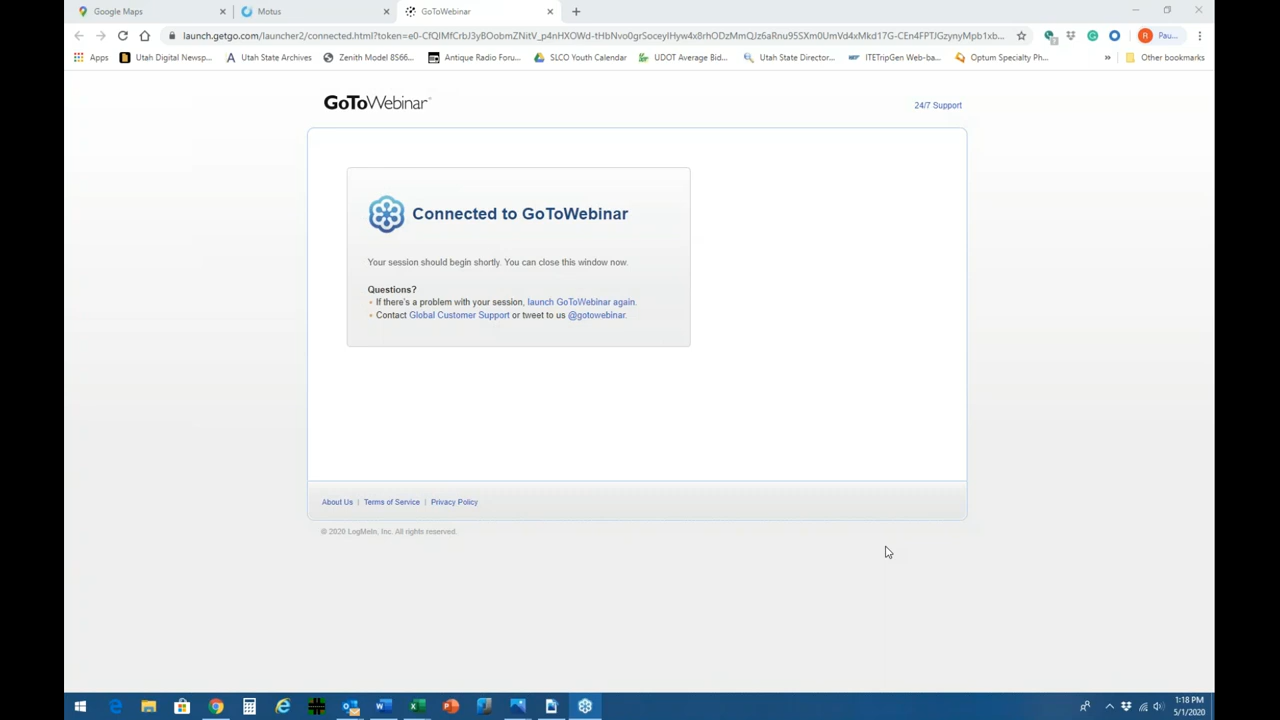 Google Maps
Motus
GoToWebinar
launch.getgo.com/launcher2/connected.html?token=
R Pau...
Apps
Utah Digital Newsp...
Utah State Archives
Zenith Model 8S66...
Antique Radio Foru...
SLCO Youth Calendar
UDOT Average Bid...
Utah State Director...
ITETripGen Web-ba...
Optum Specialty Ph...
»
Other bookmarks
GoToWebinar
24/7 Support
Connected to GoToWebinar
Your session should begin shortly. You can close this window now.
Questions?
• If there's a problem with your session, launch GoToWebinar again.
• Contact Global Customer Support or tweet to us @gotowebinar.
About Us | Terms of Service | Privacy Policy
© 2020 LogMeIn, Inc. All rights reserved.
1:18 PM
5/1/2020